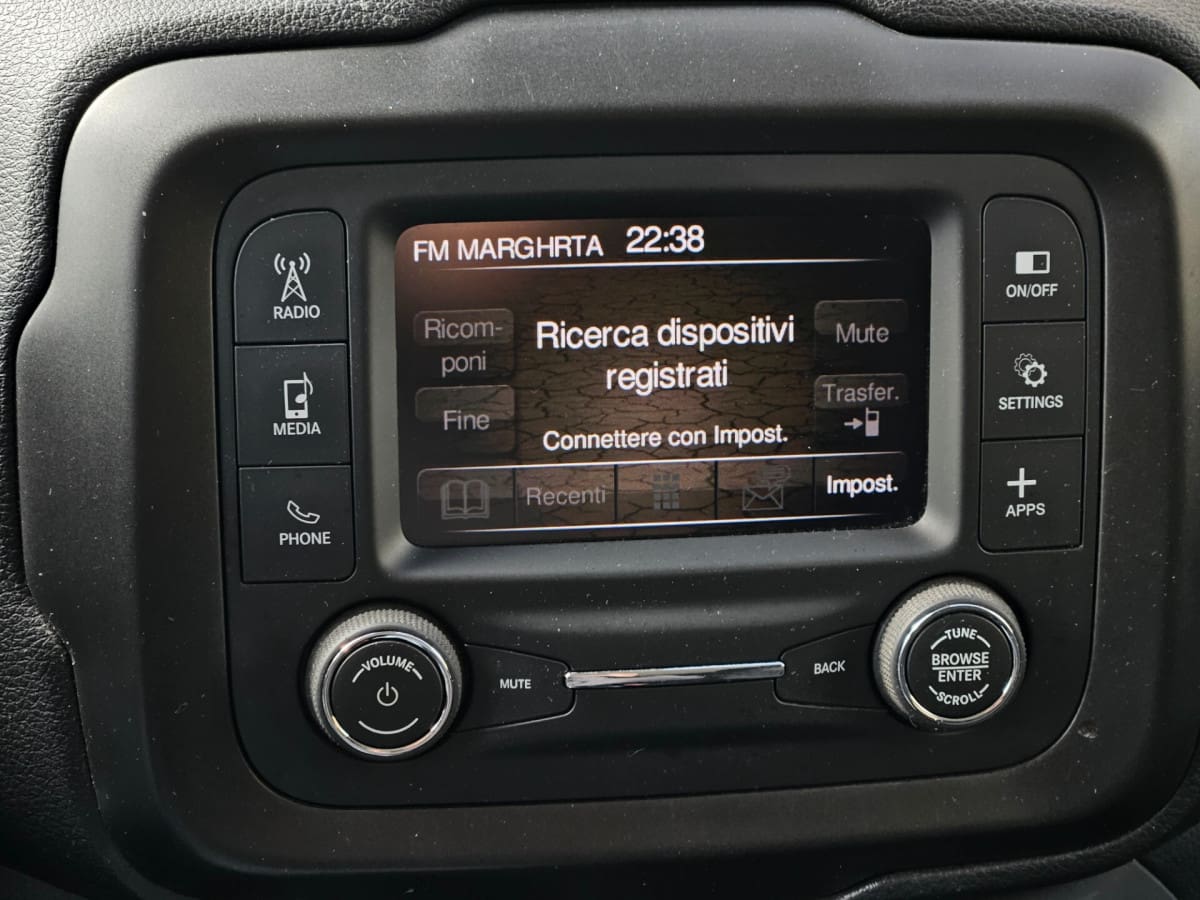 FM MARGHRTA 22:38
Ricom-
poni
Ricerca dispositivi
registrati
Mute
Fine
Trasfer.
Connettere con Impost.
Recenti
Impost.
RADIO
MEDIA
PHONE
ON/OFF
SETTINGS
APPS
VOLUME
MUTE
BACK
TUNE
BROWSE
ENTER
SCROLL